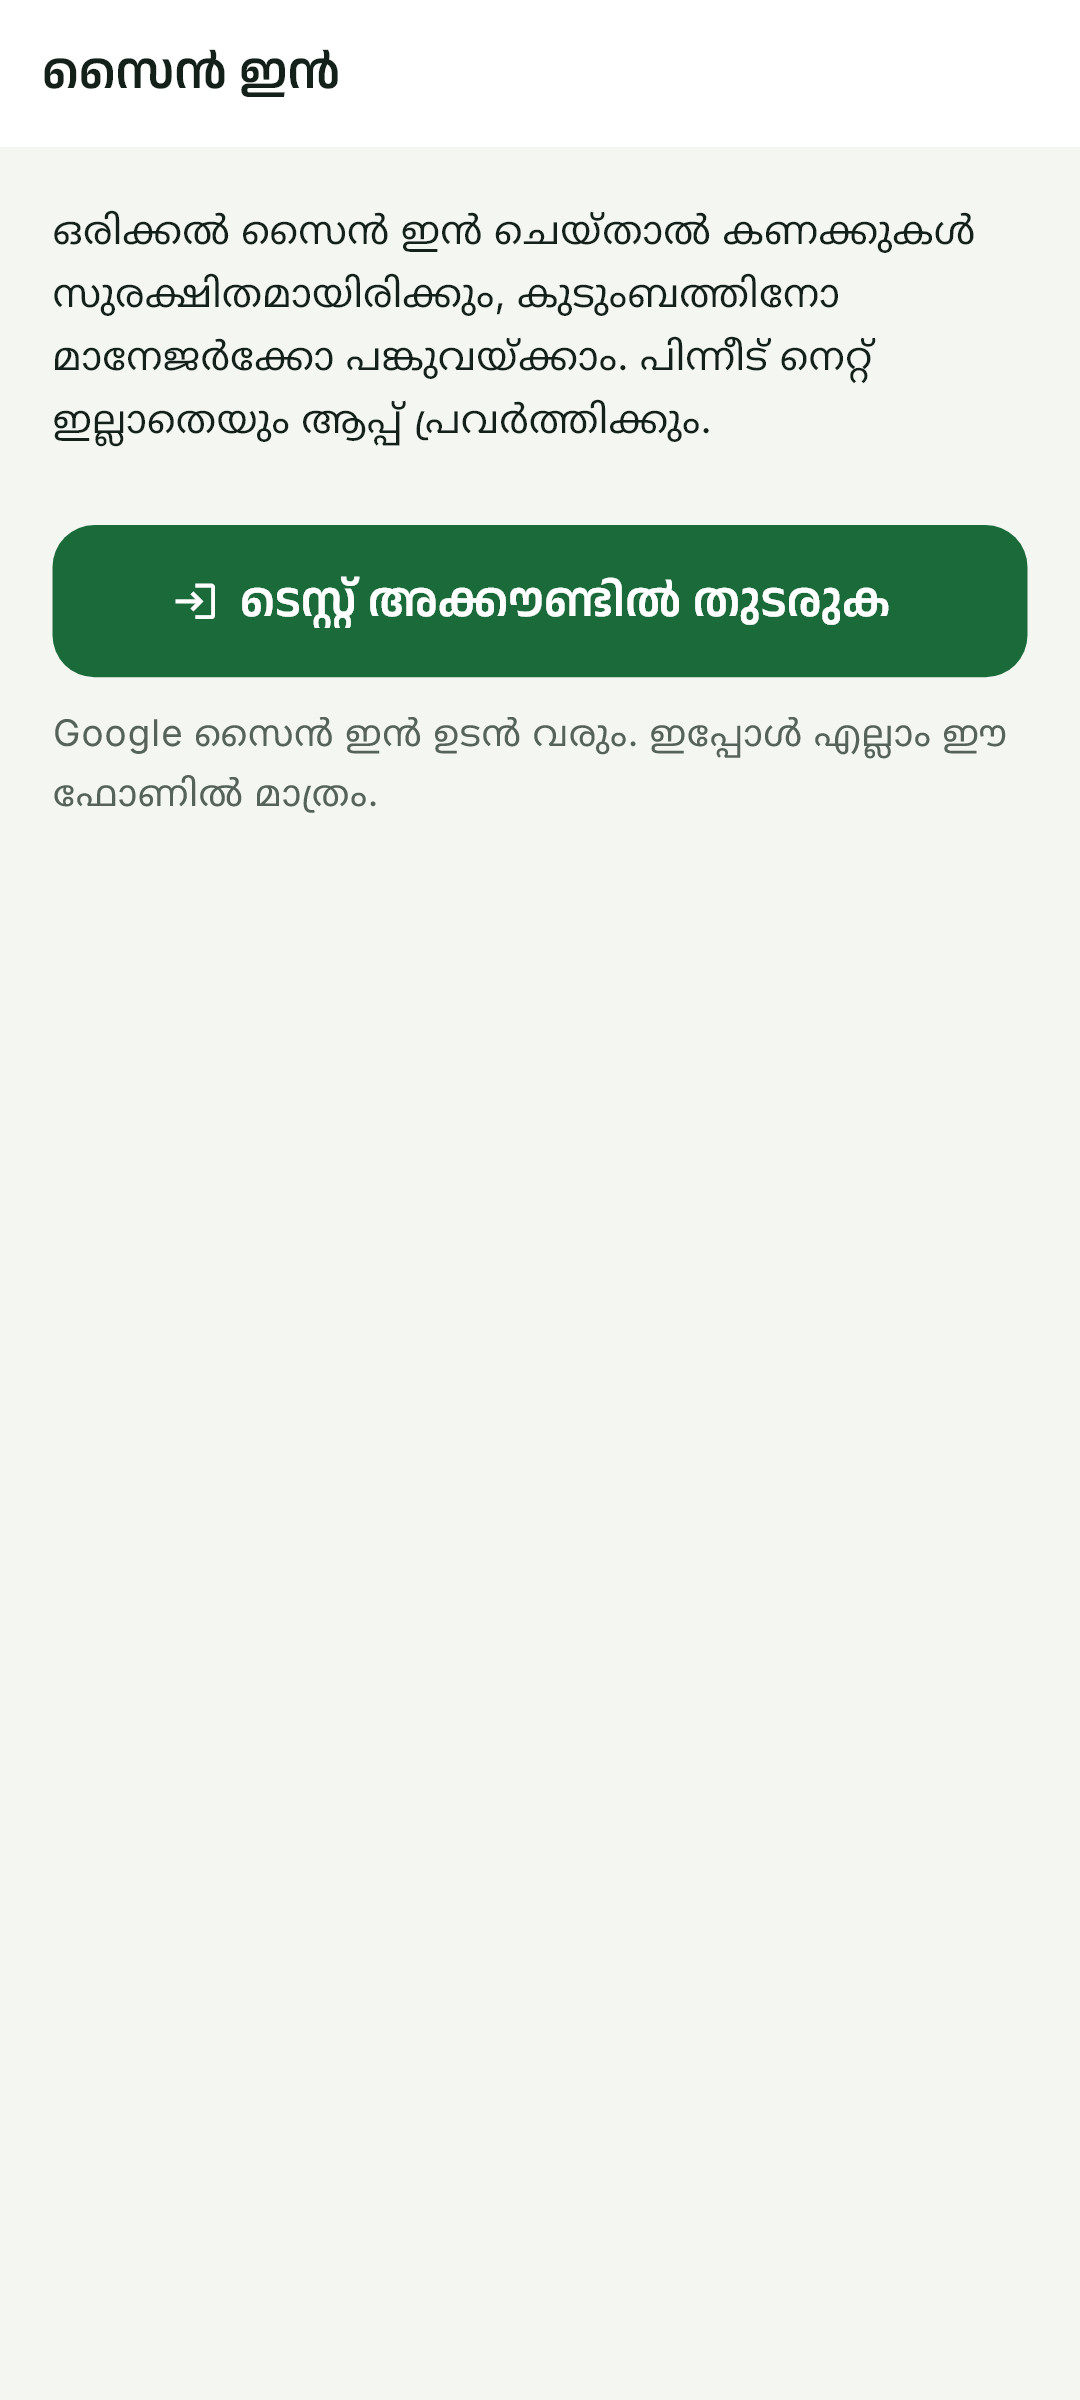 സൈൻ ഇൻ
ഒരിക്കൽ സൈൻ ഇൻ ചെയ്താൽ കണക്കുകൾ
സുരക്ഷിതമായിരിക്കും, കുടുംബത്തിനോ
മാനേജർക്കോ പങ്കുവയ്ക്കാം. പിന്നീട് നെറ്റ്
ഇല്ലാതെയും ആപ്പ് പ്രവർത്തിക്കും.
ടെസ്റ്റ് അക്കൗണ്ടിൽ തുടരുക
Google സൈൻ ഇൻ ഉടൻ വരും. ഇപ്പോൾ എല്ലാം ഈ
ഫോണിൽ മാത്രം.